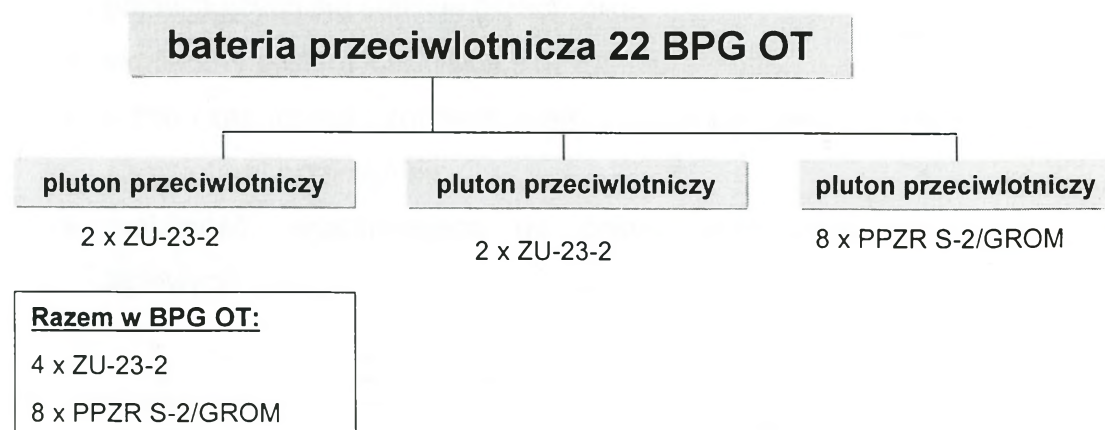 bateria przeciwlotnicza 22 BPG OT
pluton przeciwlotniczy
2 x ZU-23-2
pluton przeciwlotniczy
2 x ZU-23-2
pluton przeciwlotniczy
8 x PPZR S-2/GROM
Razem w BPG OT:
4 x ZU-23-2
8 x PPZR S-2/GROM